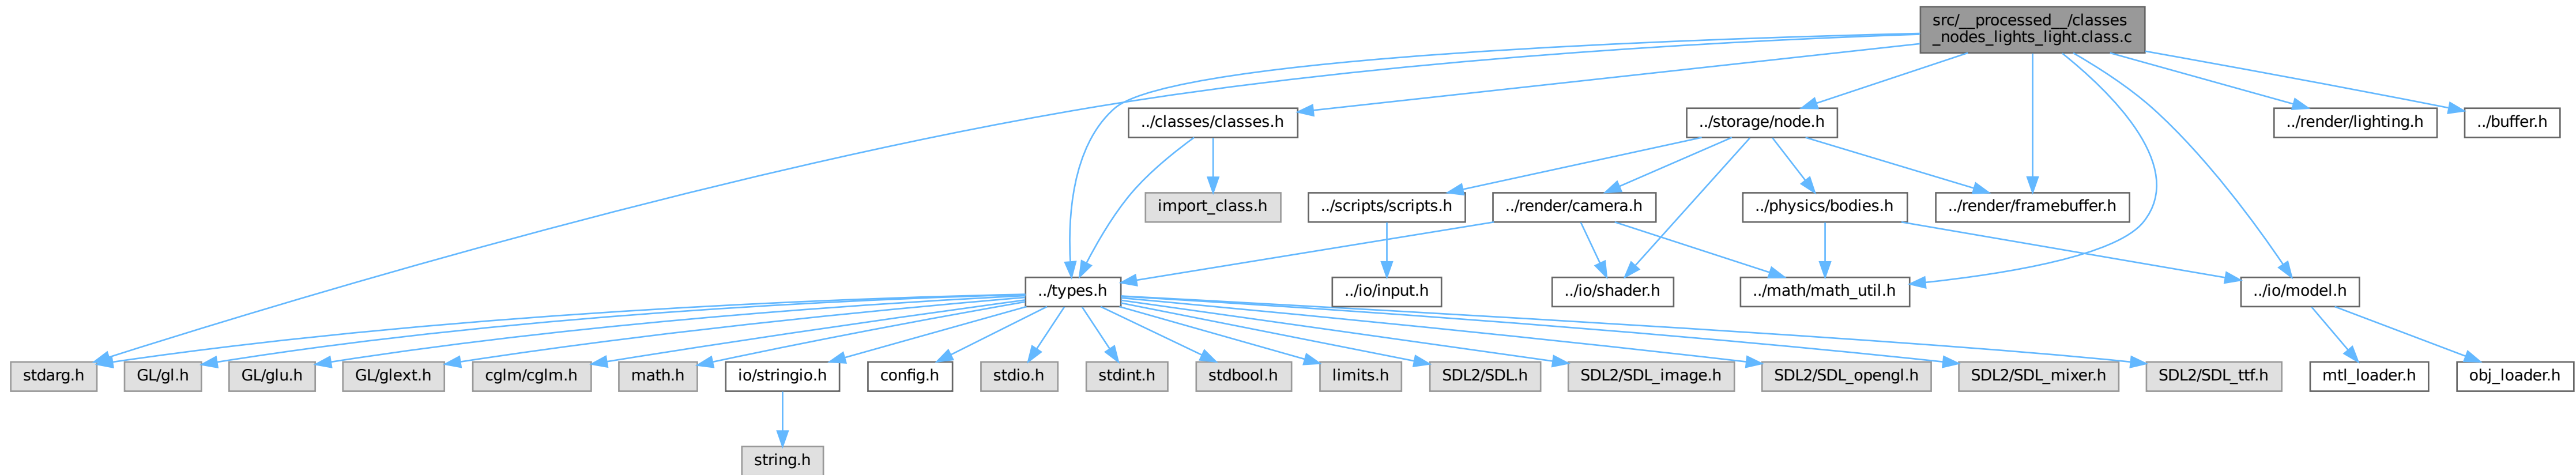 src/__processed__/classes
_nodes_lights_light.class.c
../classes/classes.h
../storage/node.h
../render/lighting.h
../buffer.h
import_class.h
../scripts/scripts.h
../render/camera.h
../physics/bodies.h
../render/framebuffer.h
../types.h
../io/input.h
../io/shader.h
../math/math_util.h
../io/model.h
stdarg.h
GL/gl.h
GL/glu.h
GL/glext.h
cglm/cglm.h
math.h
io/stringio.h
config.h
stdio.h
stdint.h
stdbool.h
limits.h
SDL2/SDL.h
SDL2/SDL_image.h
SDL2/SDL_opengl.h
SDL2/SDL_mixer.h
SDL2/SDL_ttf.h
mtl_loader.h
obj_loader.h
string.h